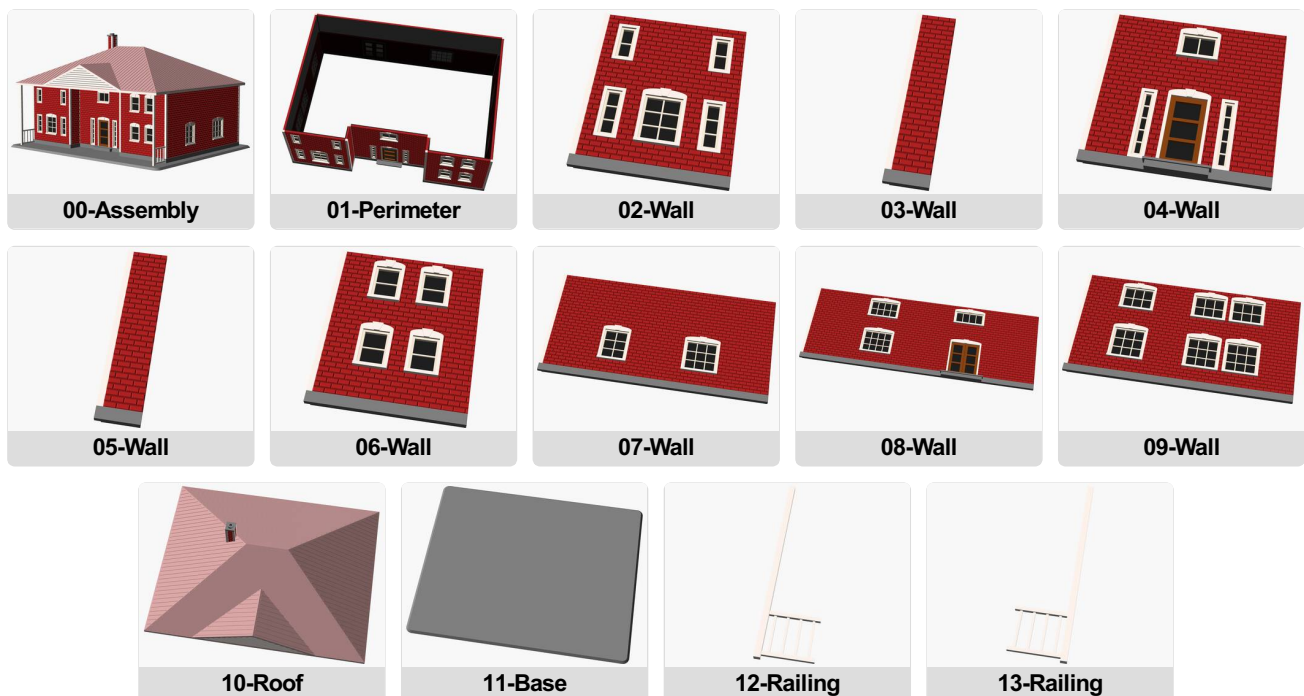 00-Assembly
01-Perimeter
02-Wall
03-Wall
04-Wall
05-Wall
06-Wall
07-Wall
08-Wall
09-Wall
10-Roof
11-Base
12-Railing
13-Railing